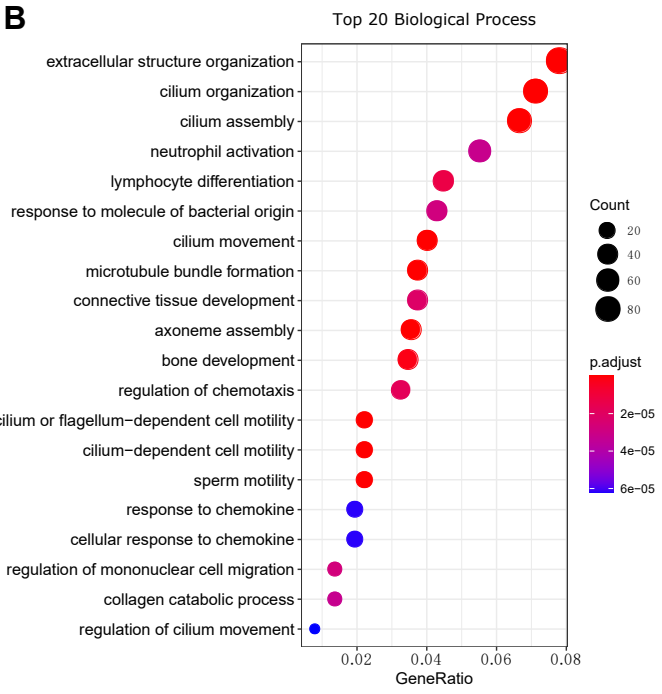 B
Top 20 Biological Process
extracellular structure organization
cilium organization
cilium assembly
neutrophil activation
lymphocyte differentiation
response to molecule of bacterial origin
cilium movement
microtubule bundle formation
connective tissue development
axoneme assembly
bone development
regulation of chemotaxis
cilium or flagellum−dependent cell motility
cilium−dependent cell motility
sperm motility
response to chemokine
cellular response to chemokine
regulation of mononuclear cell migration
collagen catabolic process
regulation of cilium movement
0.02 0.04 0.06 0.08
GeneRatio
Count
20
40
60
80
p.adjust
2e−05
4e−05
6e−05